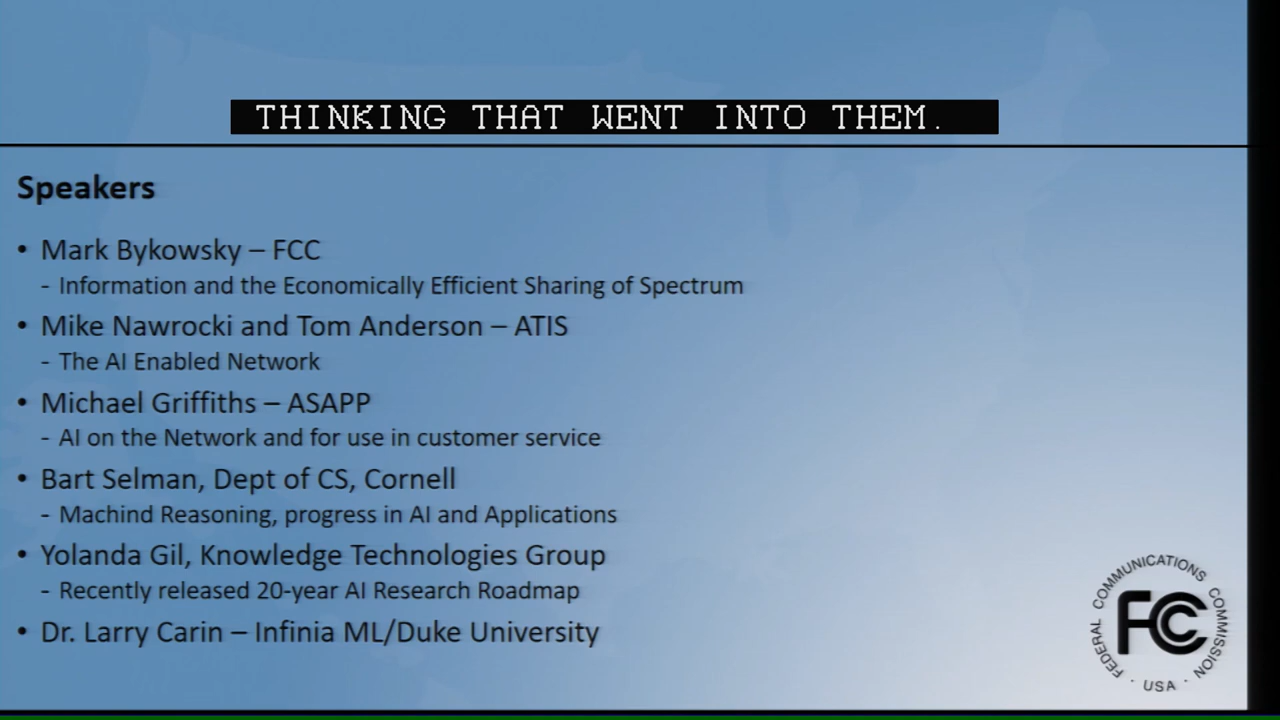 THINKING THAT WENT INTO THEM.
Speakers
• Mark Bykowsky – FCC
- Information and the Economically Efficient Sharing of Spectrum
• Mike Nawrocki and Tom Anderson – ATIS
- The AI Enabled Network
• Michael Griffiths – ASAPP
- AI on the Network and for use in customer service
• Bart Selman, Dept of CS, Cornell
- Machind Reasoning, progress in AI and Applications
• Yolanda Gil, Knowledge Technologies Group
- Recently released 20-year AI Research Roadmap
• Dr. Larry Carin – Infinia ML/Duke University
FEDERAL COMMUNICATIONS COMMISSION · USA ·
FCC